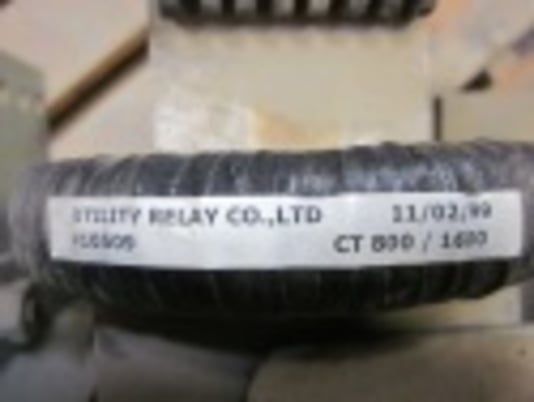 UTILITY RELAY CO.,LTD 11/02/99
CT 800 / 1600